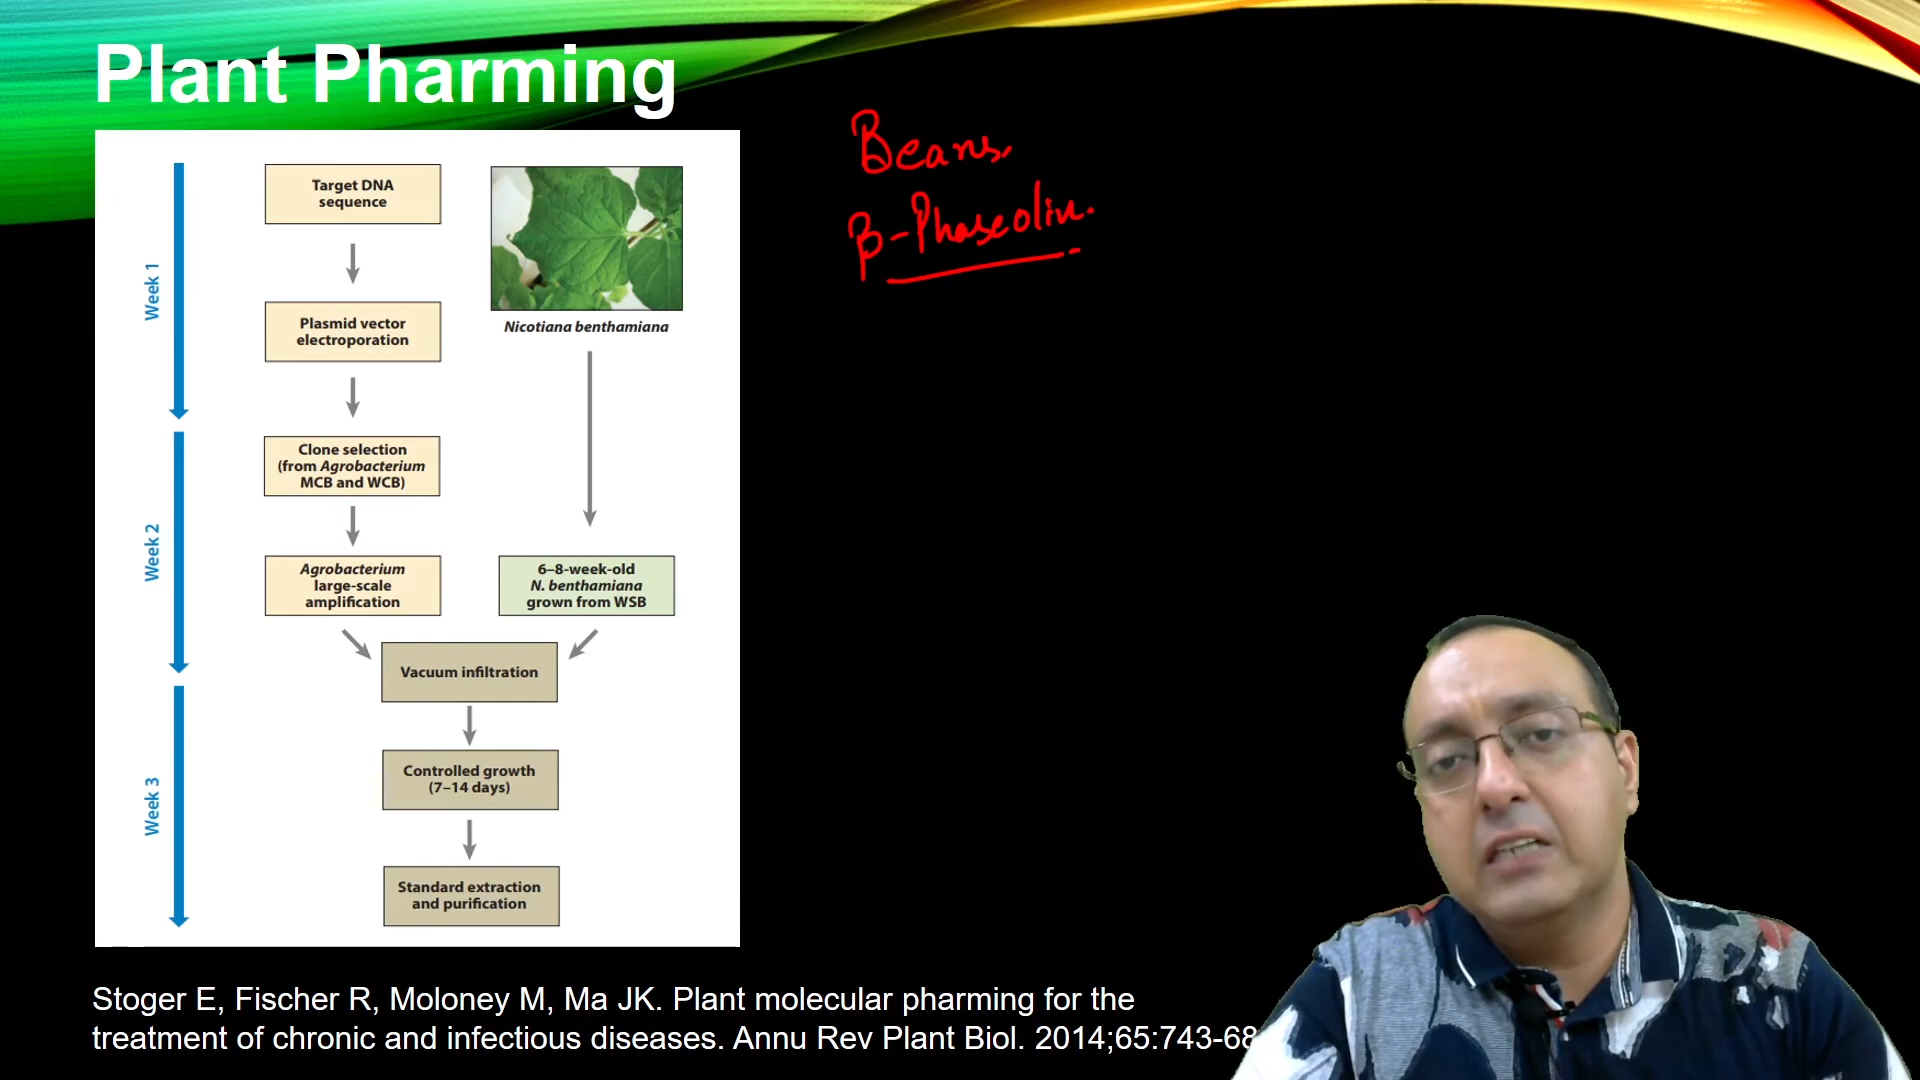 Plant Pharming
Week 1
Week 2
Week 3
Target DNA
sequence
Plasmid vector
electroporation
Clone selection
(from Agrobacterium
MCB and WCB)
Agrobacterium
large-scale
amplification
Nicotiana benthamiana
6–8-week-old
N. benthamiana
grown from WSB
Vacuum infiltration
Controlled growth
(7–14 days)
Standard extraction
and purification
Beans,
β-Phaseolin.
Stoger E, Fischer R, Moloney M, Ma JK. Plant molecular pharming for the
treatment of chronic and infectious diseases. Annu Rev Plant Biol. 2014;65:743-68